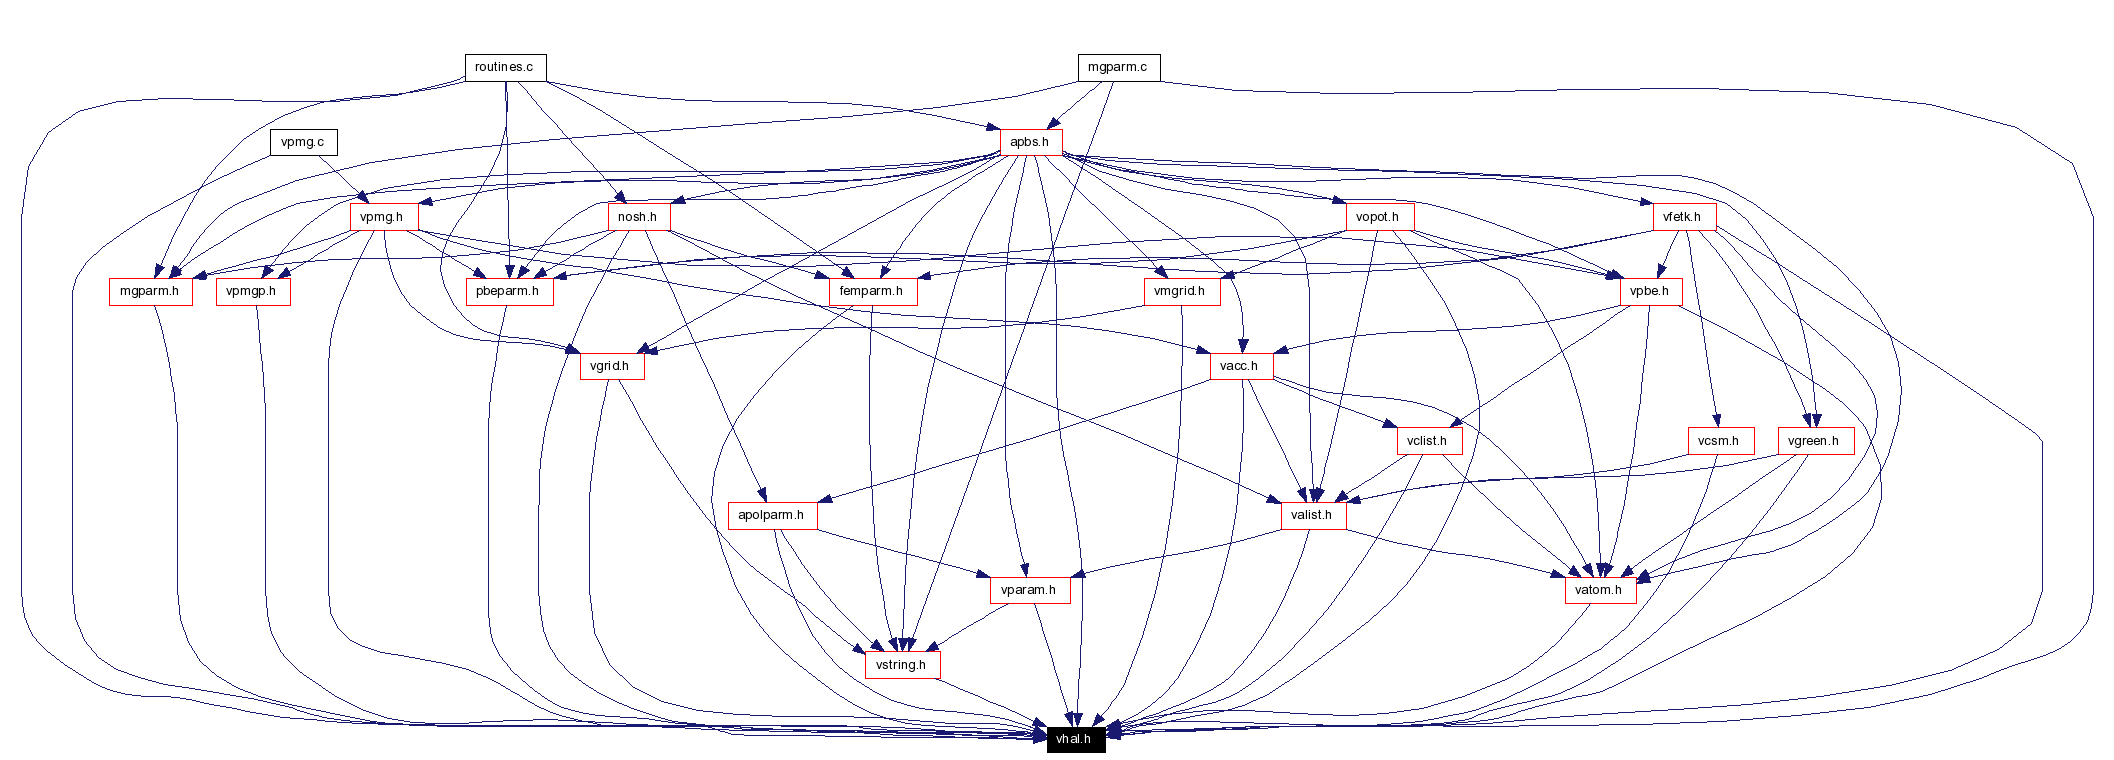 routines.c
mgparm.c
vpmg.c
apbs.h
vpmg.h
nosh.h
vopot.h
vfetk.h
mgparm.h
vpmgp.h
pbeparm.h
femparm.h
vmgrid.h
vpbe.h
vgrid.h
vacc.h
vclist.h
vcsm.h
vgreen.h
apolparm.h
valist.h
vparam.h
vatom.h
vstring.h
vhal.h